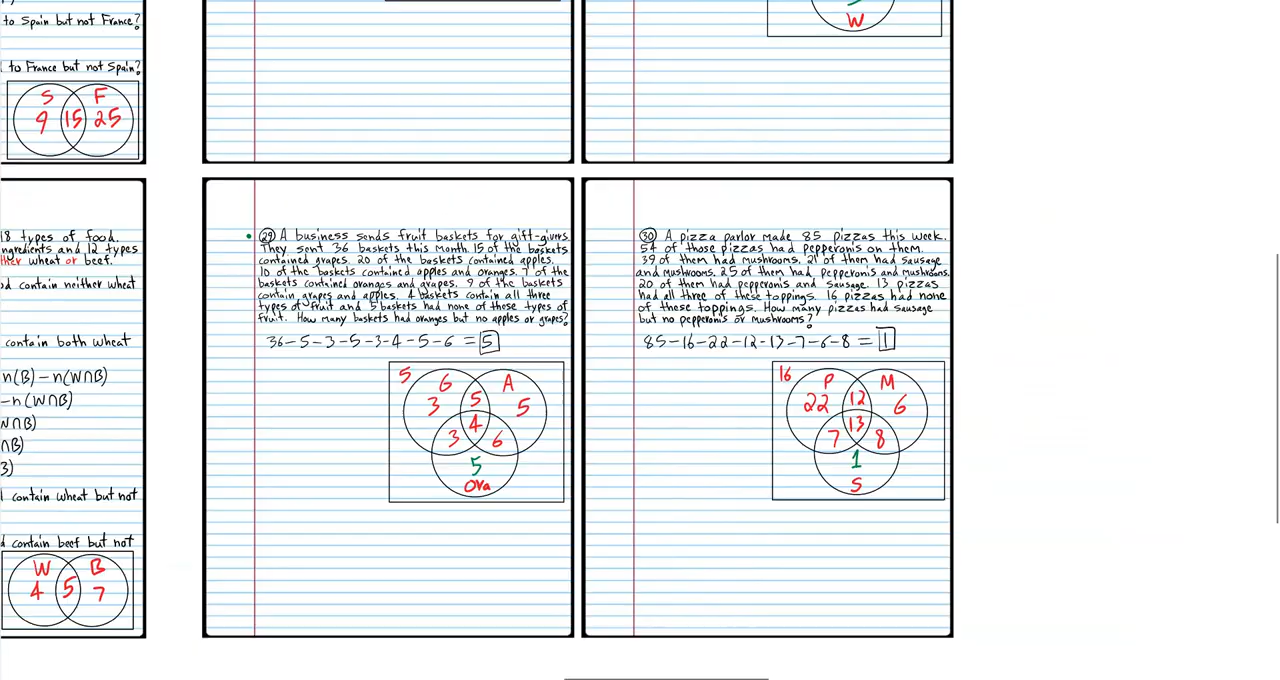 to Spain but not France?
to France but not Spain?
S F
9 15 25
W
18 types of food.
ingredients and 12 types
wheat or beef.
contain neither wheat
contain both wheat
n(B) - n(W∩B)
- n(W∩B)
W∩B)
∩B)
B)
contain wheat but not
contain beef but not
W B
4 5 7
29 A business sends fruit baskets for gift-givers.
They sent 36 baskets this month. 15 of the baskets
contained grapes. 20 of the baskets contained apples.
10 of the baskets contained apples and oranges. 7 of the
baskets contained oranges and grapes. 9 of the baskets
contain grapes and apples. 4 baskets contain all three
types of fruit and 5 baskets had none of these types of
fruit. How many baskets had oranges but no apples or grapes?
36-5-3-5-3-4-5-6 = 5
5 G A
3 5 5
4
3 6
5
Ora
30 A pizza parlor made 85 pizzas this week.
54 of those pizzas had pepperonis on them.
39 of them had mushrooms. 21 of them had sausage
and mushrooms. 25 of them had pepperonis and mushrooms.
20 of them had pepperonis and sausage. 13 pizzas
had all three of these toppings. 16 pizzas had none
of these toppings. How many pizzas had sausage
but no pepperonis or mushrooms?
85-16-22-12-13-7-6-8 = 1
16 P M
22 12 6
13
7 8
1
S